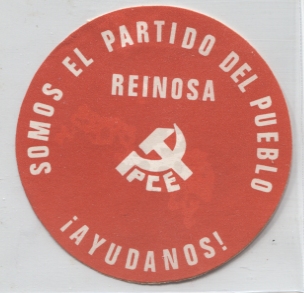 SOMOS EL PARTIDO DEL PUEBLO
REINOSA
PCE
¡AYUDANOS!